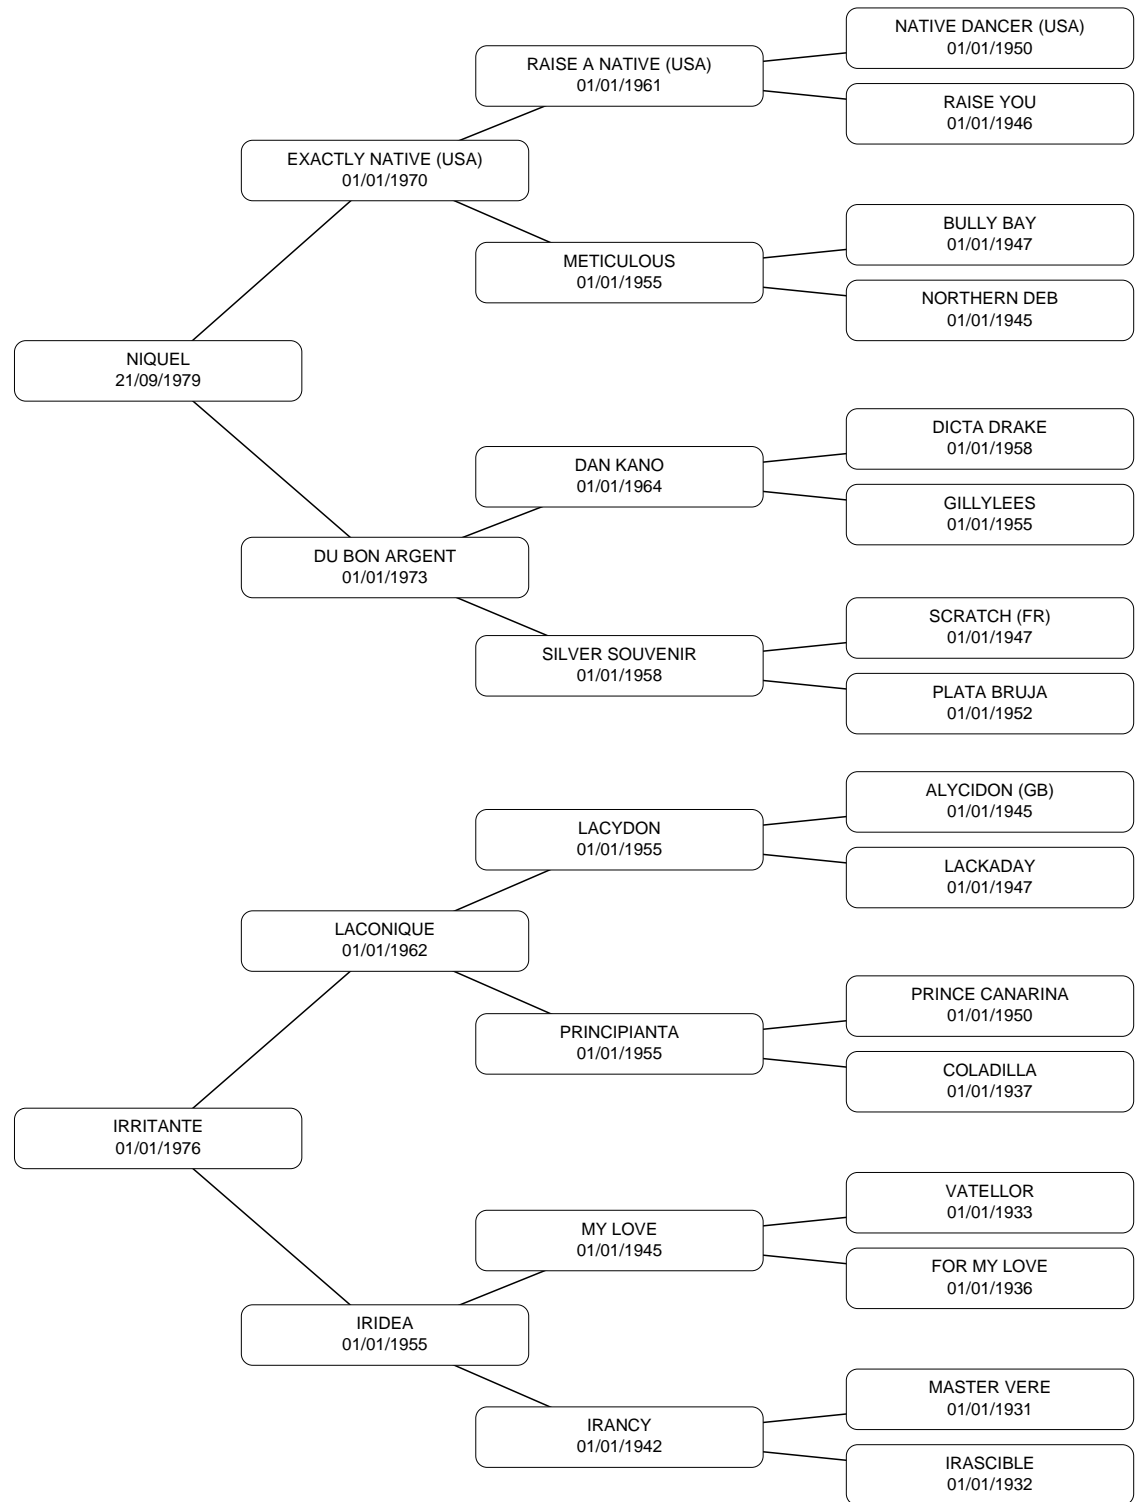 NATIVE DANCER (USA)
01/01/1950
RAISE A NATIVE (USA)
01/01/1961
RAISE YOU
01/01/1946
EXACTLY NATIVE (USA)
01/01/1970
BULLY BAY
01/01/1947
METICULOUS
01/01/1955
NORTHERN DEB
01/01/1945
NIQUEL
21/09/1979
DICTA DRAKE
01/01/1958
DAN KANO
01/01/1964
GILLYLEES
01/01/1955
DU BON ARGENT
01/01/1973
SCRATCH (FR)
01/01/1947
SILVER SOUVENIR
01/01/1958
PLATA BRUJA
01/01/1952
ALYCIDON (GB)
01/01/1945
LACYDON
01/01/1955
LACKADAY
01/01/1947
LACONIQUE
01/01/1962
PRINCE CANARINA
01/01/1950
PRINCIPIANTA
01/01/1955
COLADILLA
01/01/1937
IRRITANTE
01/01/1976
VATELLOR
01/01/1933
MY LOVE
01/01/1945
FOR MY LOVE
01/01/1936
IRIDEA
01/01/1955
MASTER VERE
01/01/1931
IRANCY
01/01/1942
IRASCIBLE
01/01/1932